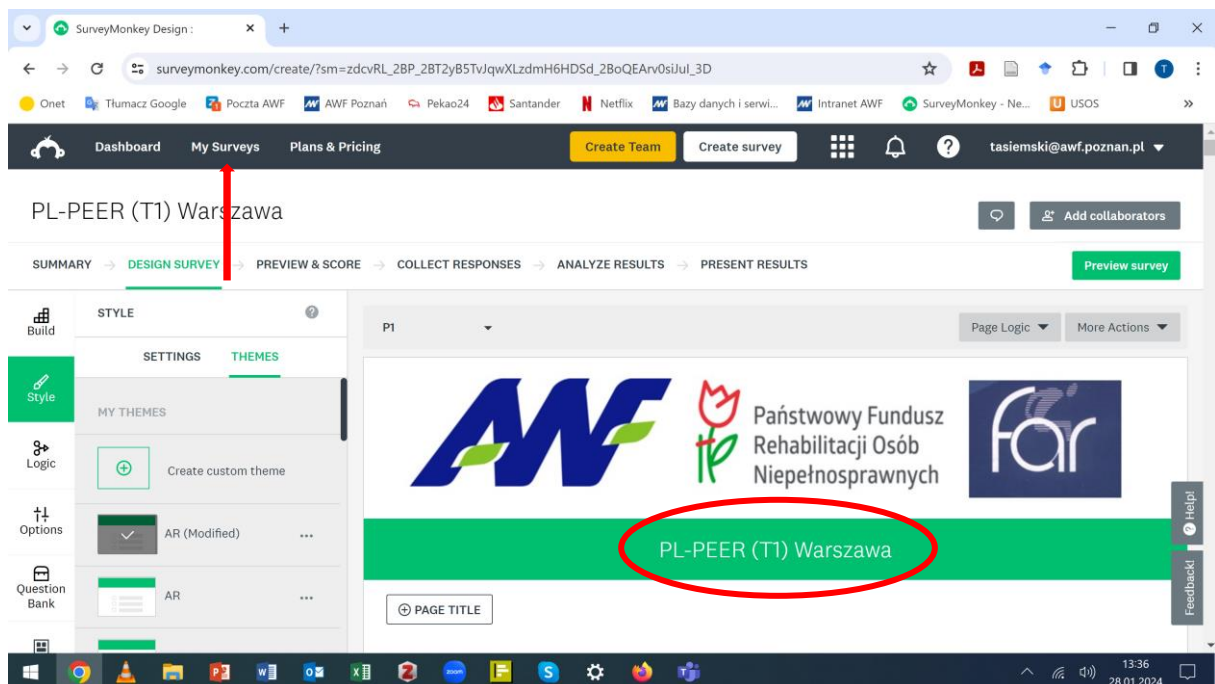 SurveyMonkey Design :
surveymonkey.com/create/?sm=zdcvRL_2BP_2BT2yB5TvJqwXLzdmH6HDSd_2BoQEArv0siJul_3D
T
Onet Tłumacz Google Poczta AWF AWF Poznań Pekao24 Santander Netflix Bazy danych i serwi... Intranet AWF SurveyMonkey - Ne... USOS
Dashboard My Surveys Plans & Pricing Create Team Create survey tasiemski@awf.poznan.pl
PL-PEER (T1) Warszawa
Add collaborators
SUMMARY → DESIGN SURVEY → PREVIEW & SCORE → COLLECT RESPONSES → ANALYZE RESULTS → PRESENT RESULTS Preview survey
Build
Style
Logic
Options
Question
Bank
STYLE
SETTINGS THEMES
MY THEMES
Create custom theme
AR (Modified) ...
AR ...
P1 Page Logic More Actions
AWF
Państwowy Fundusz
Rehabilitacji Osób
Niepełnosprawnych
far
PL-PEER (T1) Warszawa
PAGE TITLE
Help!
Feedback!
zoom
13:36
28.01.2024